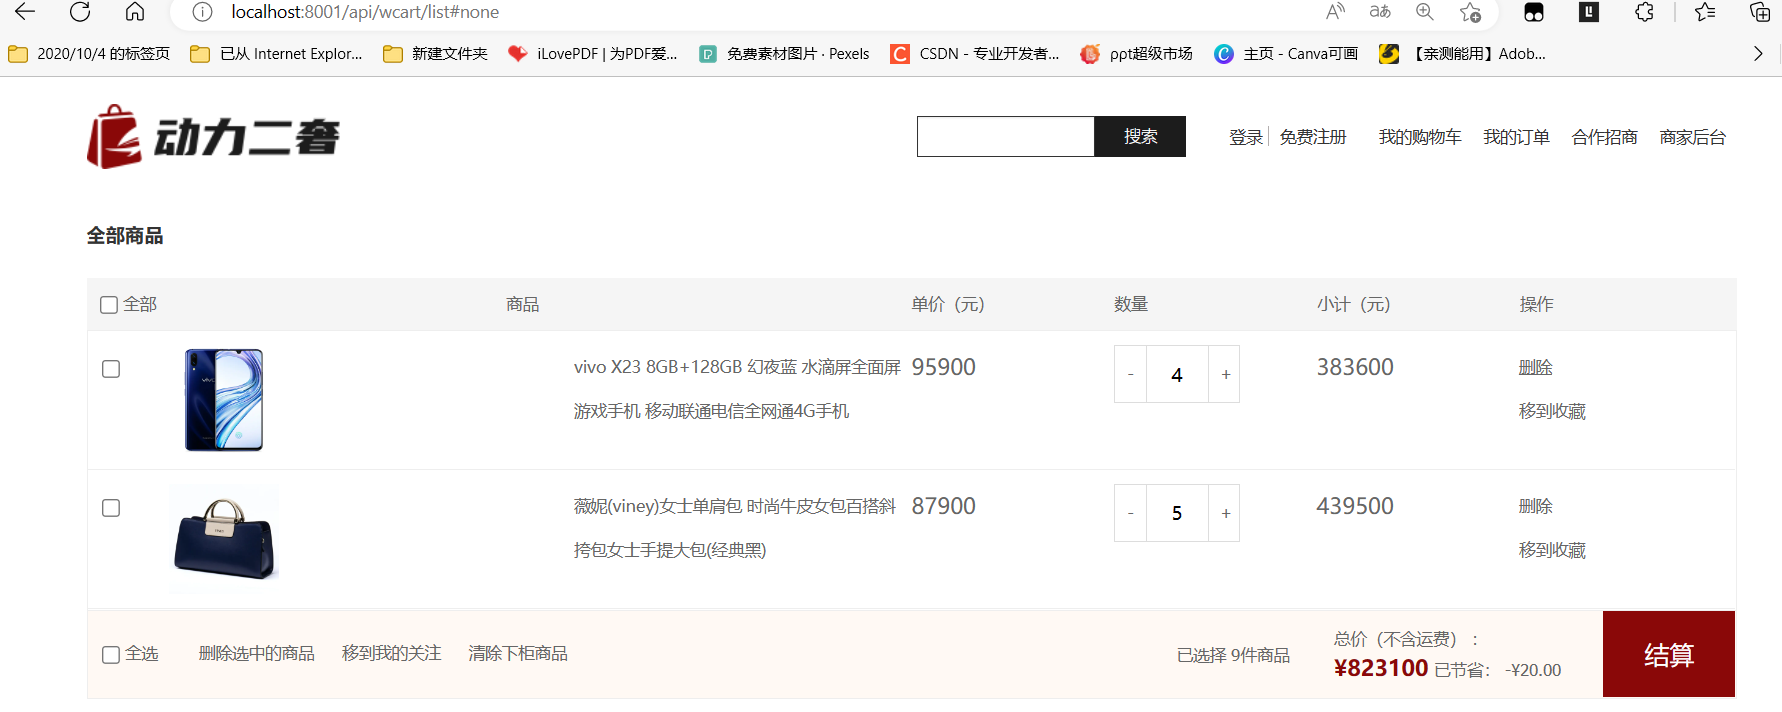 localhost:8001/api/wcart/list#none
2020/10/4 的标签页 已从 Internet Explor... 新建文件夹 iLovePDF | 为PDF爱... 免费素材图片 · Pexels CSDN - 专业开发者... ppt超级市场 主页 - Canva可画 【亲测能用】Adob...
动力二奢 搜索 登录 免费注册 我的购物车 我的订单 合作招商 商家后台
全部商品
全部 商品 单价（元） 数量 小计（元） 操作
vivo X23 8GB+128GB 幻夜蓝 水滴屏全面屏 95900 - 4 + 383600 删除
游戏手机 移动联通电信全网通4G手机 移到收藏
薇妮(viney)女士单肩包 时尚牛皮女包百搭斜 87900 - 5 + 439500 删除
挎包女士手提大包(经典黑) 移到收藏
全选 删除选中的商品 移到我的关注 清除下柜商品 已选择 9件商品 总价（不含运费）： 结算
¥823100 已节省： -¥20.00